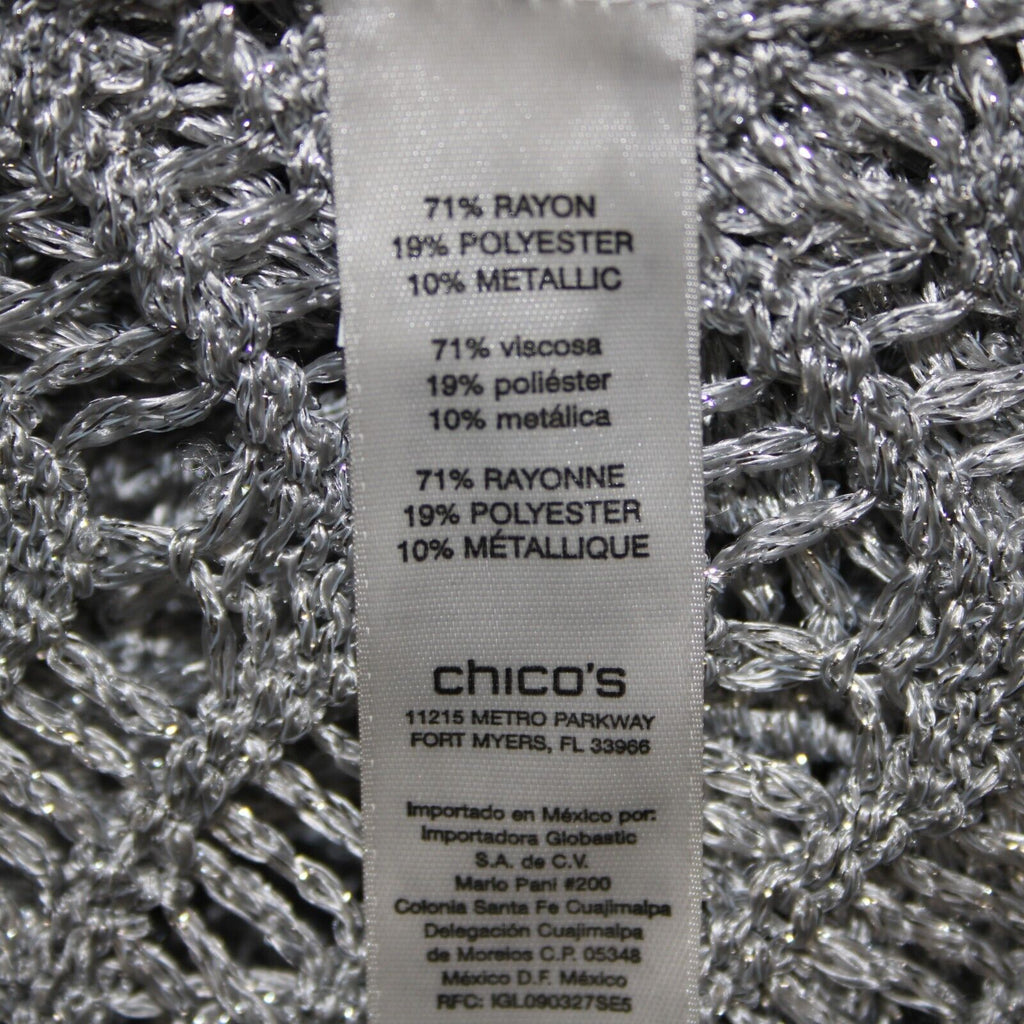 71% RAYON
19% POLYESTER
10% METALLIC
71% viscosa
19% poliéster
10% metálica
71% RAYONNE
19% POLYESTER
10% MÉTALLIQUE
chico's
11215 METRO PARKWAY
FORT MYERS, FL 33966
Importado en México por:
Importadora Globastic
S.A. de C.V.
Mario Pani #200
Colonia Santa Fe Cuajimalpa
Delegación Cuajimalpa
de Morelos C.P. 05348
México D.F. México
RFC: IGL090327SE5